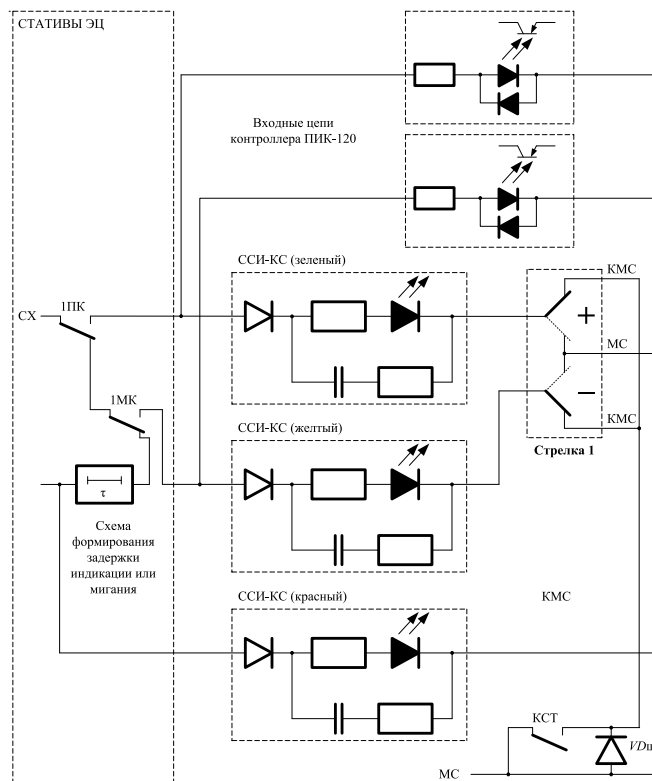 СТАТИВЫ ЭЦ
Входные цепи
контроллера ПИК-120
ССИ-КС (зеленый)
КМС
СХ
1ПК
+
МС
1МК
–
КМС
ССИ-КС (желтый)
Стрелка 1
τ
Схема
формирования
задержки
индикации или
мигания
ССИ-КС (красный)
КМС
КСТ
VDш
МС